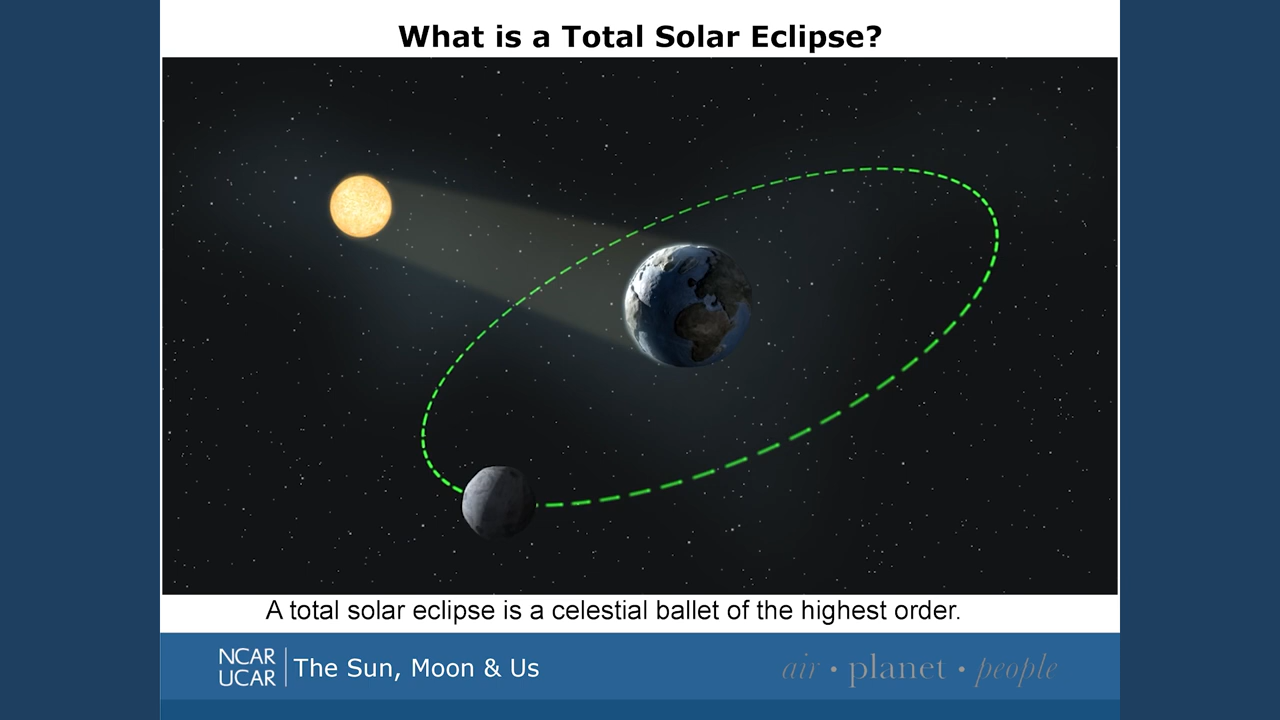 What is a Total Solar Eclipse?
A total solar eclipse is a celestial ballet of the highest order.
NCAR
UCAR
The Sun, Moon & Us
air • planet • people